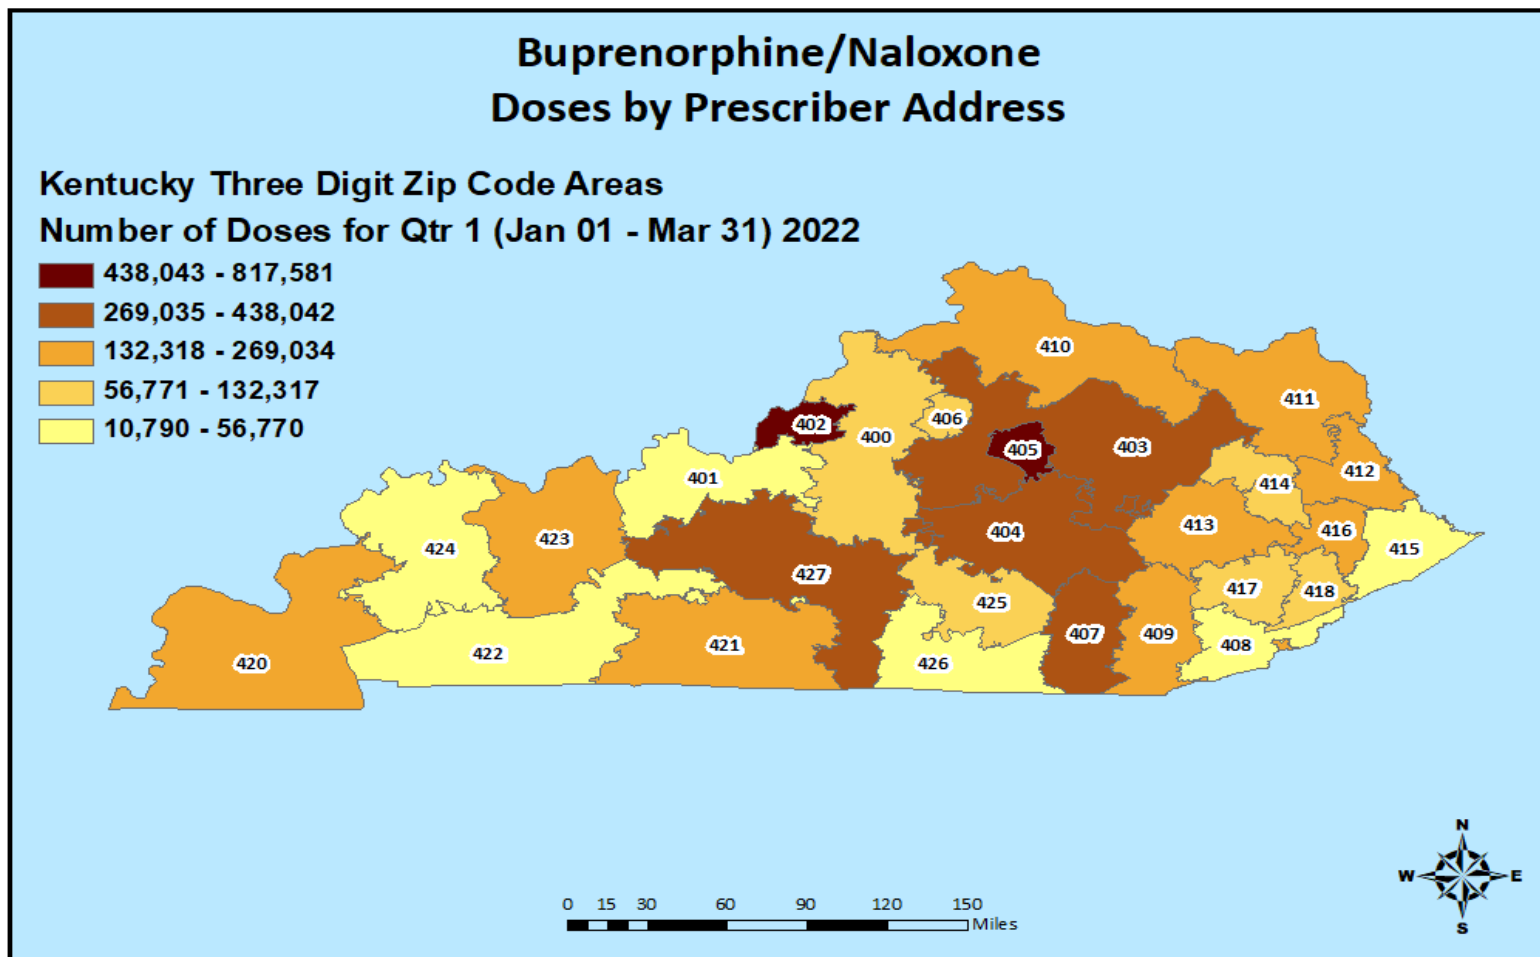 Buprenorphine/Naloxone
Doses by Prescriber Address
Kentucky Three Digit Zip Code Areas
Number of Doses for Qtr 1 (Jan 01 - Mar 31) 2022
438,043 - 817,581
269,035 - 438,042
132,318 - 269,034
56,771 - 132,317
10,790 - 56,770
410
411
406
402
400
405
403
412
401
414
424
423
404
413
416
415
427
425
417
418
420
422
421
426
407
409
408
N
W E
S
0 15 30 60 90 120 150
Miles